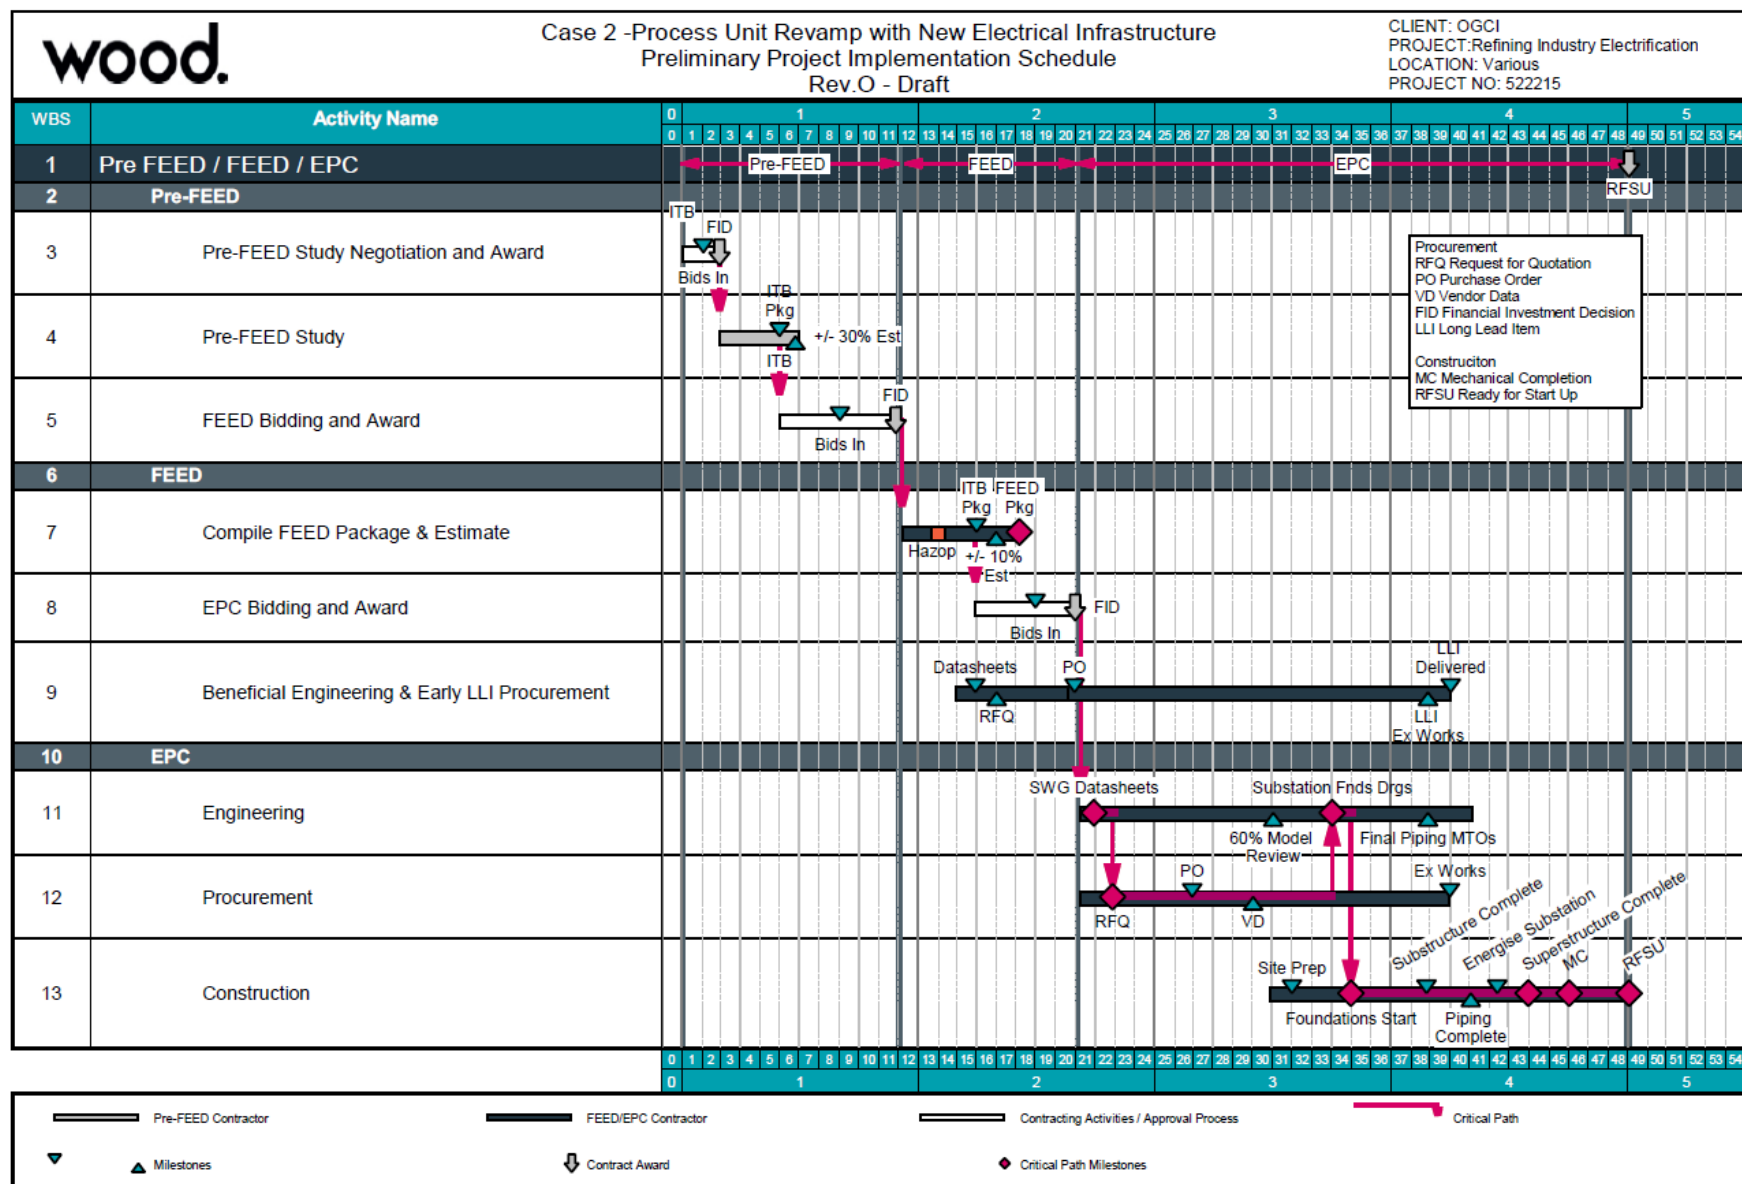 wood.
Case 2 -Process Unit Revamp with New Electrical Infrastructure
Preliminary Project Implementation Schedule
Rev.O - Draft
CLIENT: OGCI
PROJECT:Refining Industry Electrification
LOCATION: Various
PROJECT NO: 522215
WBS Activity Name 0 1 2 3 4 5
0 1 2 3 4 5 6 7 8 9 10 11 12 13 14 15 16 17 18 19 20 21 22 23 24 25 26 27 28 29 30 31 32 33 34 35 36 37 38 39 40 41 42 43 44 45 46 47 48 49 50 51 52 53 54
1 Pre FEED / FEED / EPC Pre-FEED FEED EPC
RFSU
2 Pre-FEED
ITB
FID
3 Pre-FEED Study Negotiation and Award
Bids In
Procurement
RFQ Request for Quotation
PO Purchase Order
VD Vendor Data
FID Financial Investment Decision
LLI Long Lead Item
Construciton
MC Mechanical Completion
RFSU Ready for Start Up
ITB
Pkg
4 Pre-FEED Study +/- 30% Est
ITB
FID
5 FEED Bidding and Award
Bids In
6 FEED
ITB FEED
Pkg Pkg
7 Compile FEED Package & Estimate
Hazop +/- 10%
Est
8 EPC Bidding and Award FID
Bids In
LLI
Datasheets PO Delivered
9 Beneficial Engineering & Early LLI Procurement
RFQ LLI
Ex Works
10 EPC
SWG Datasheets Substation Fnds Drgs
11 Engineering
60% Model Final Piping MTOs
Review
PO Ex Works
12 Procurement
RFQ VD
Substructure Complete
Energise Substation
Superstructure Complete
MC
RFSU
Site Prep
13 Construction
Foundations Start Piping
Complete
0 1 2 3 4 5 6 7 8 9 10 11 12 13 14 15 16 17 18 19 20 21 22 23 24 25 26 27 28 29 30 31 32 33 34 35 36 37 38 39 40 41 42 43 44 45 46 47 48 49 50 51 52 53 54
0 1 2 3 4 5
Pre-FEED Contractor FEED/EPC Contractor Contracting Activities / Approval Process Critical Path
Milestones Contract Award Critical Path Milestones